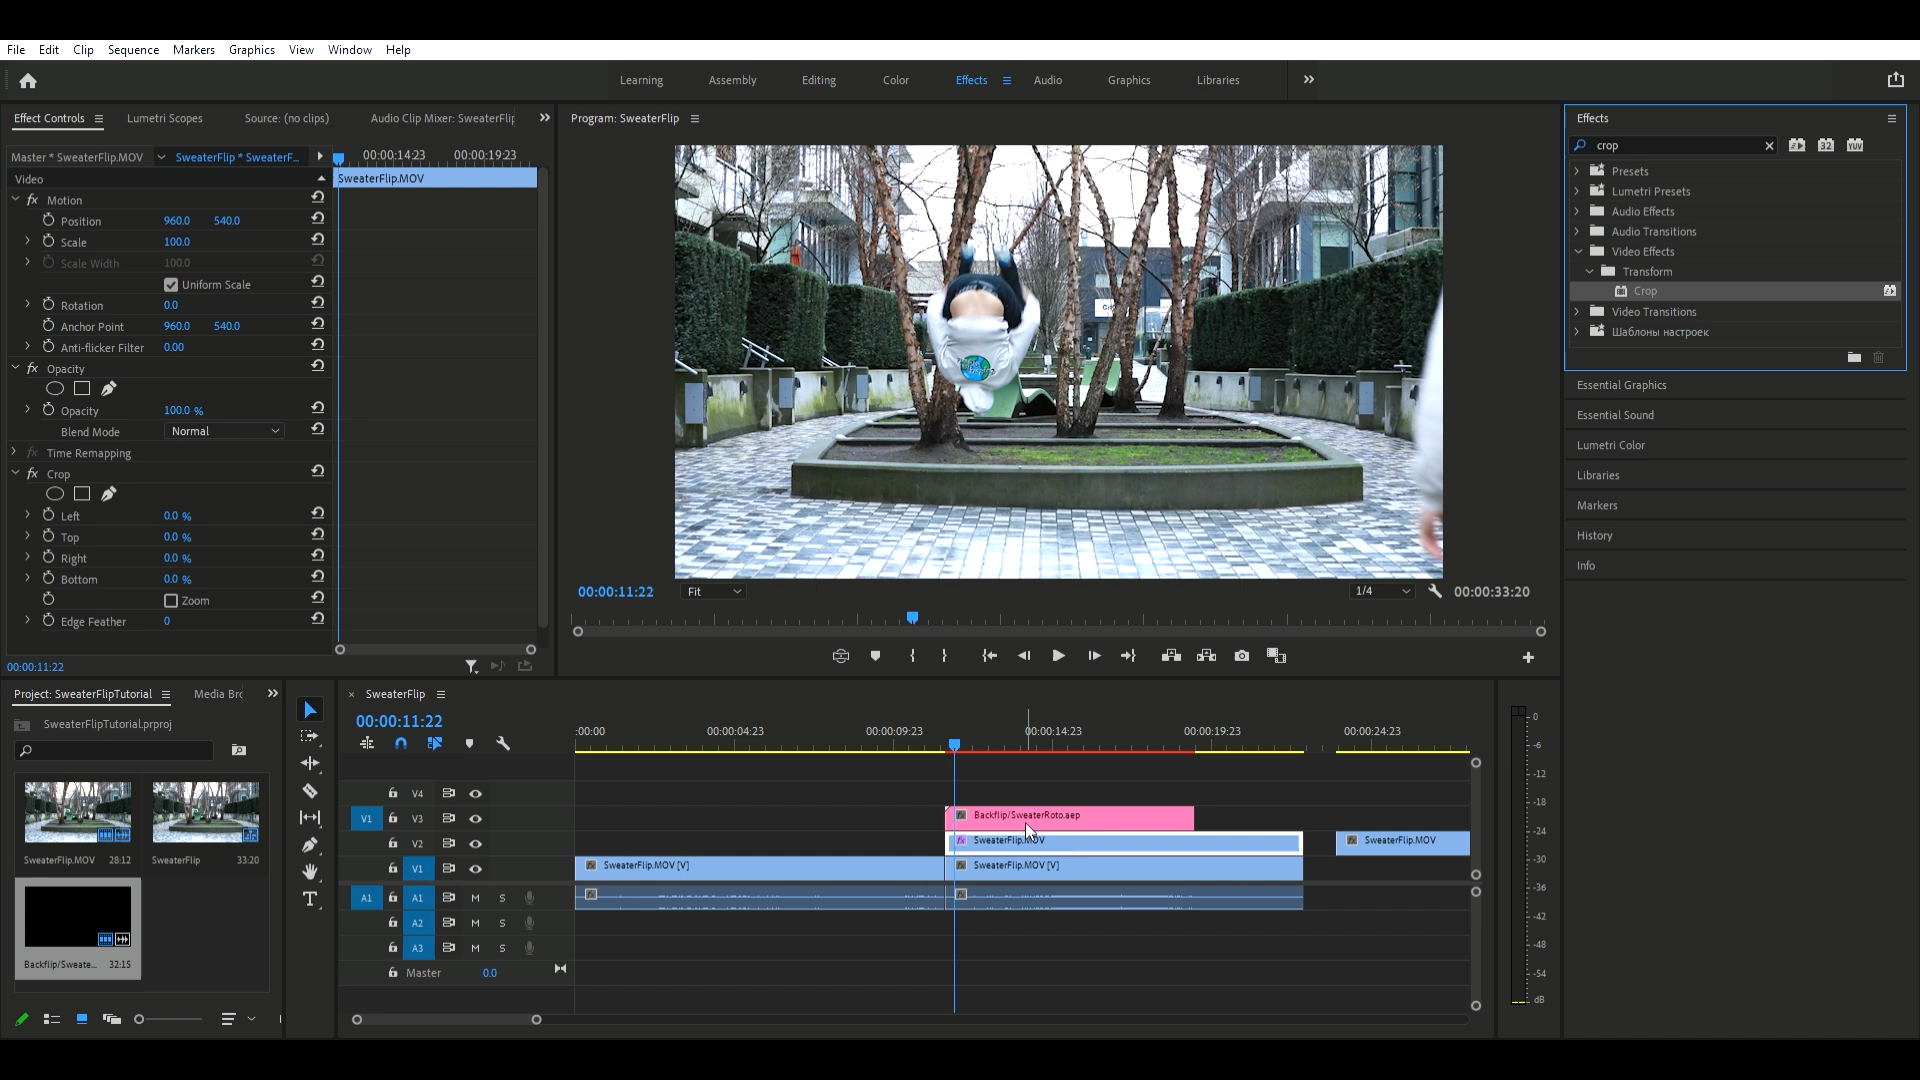 File Edit Clip Sequence Markers Graphics View Window Help
Learning Assembly Editing Color Effects Audio Graphics Libraries
Effect Controls Lumetri Scopes Source: (no clips) Audio Clip Mixer: SweaterFlip
Master * SweaterFlip.MOV SweaterFlip * SweaterF...
00:00:14:23 00:00:19:23
Video
SweaterFlip.MOV
Motion
Position 960.0 540.0
Scale 100.0
Scale Width 100.0
Uniform Scale
Rotation 0.0
Anchor Point 960.0 540.0
Anti-flicker Filter 0.00
Opacity
Opacity 100.0 %
Blend Mode Normal
Time Remapping
Crop
Left 0.0 %
Top 0.0 %
Right 0.0 %
Bottom 0.0 %
Zoom
Edge Feather 0
00:00:11:22
Program: SweaterFlip
00:00:11:22 Fit 1/4 00:00:33:20
Effects
crop
32 YUV
Presets
Lumetri Presets
Audio Effects
Audio Transitions
Video Effects
Transform
Crop
Video Transitions
Шаблоны настроек
Essential Graphics
Essential Sound
Lumetri Color
Libraries
Markers
History
Info
Project: SweaterFlipTutorial Media Brc
SweaterFlipTutorial.prproj
SweaterFlip.MOV 28:12
SweaterFlip 33:20
Backflip/Sweate... 32:15
× SweaterFlip
00:00:11:22
:00:00 00:00:04:23 00:00:09:23 00:00:14:23 00:00:19:23 00:00:24:23
V4
V1 V3 Backflip/SweaterRoto.aep
V2 SweaterFlip.MOV SweaterFlip.MOV
V1 SweaterFlip.MOV [V] SweaterFlip.MOV [V]
A1 A1 M S
A2 M S
A3 M S
Master 0.0
0
-6
-12
-18
-24
-30
-36
-42
-48
-54
dB